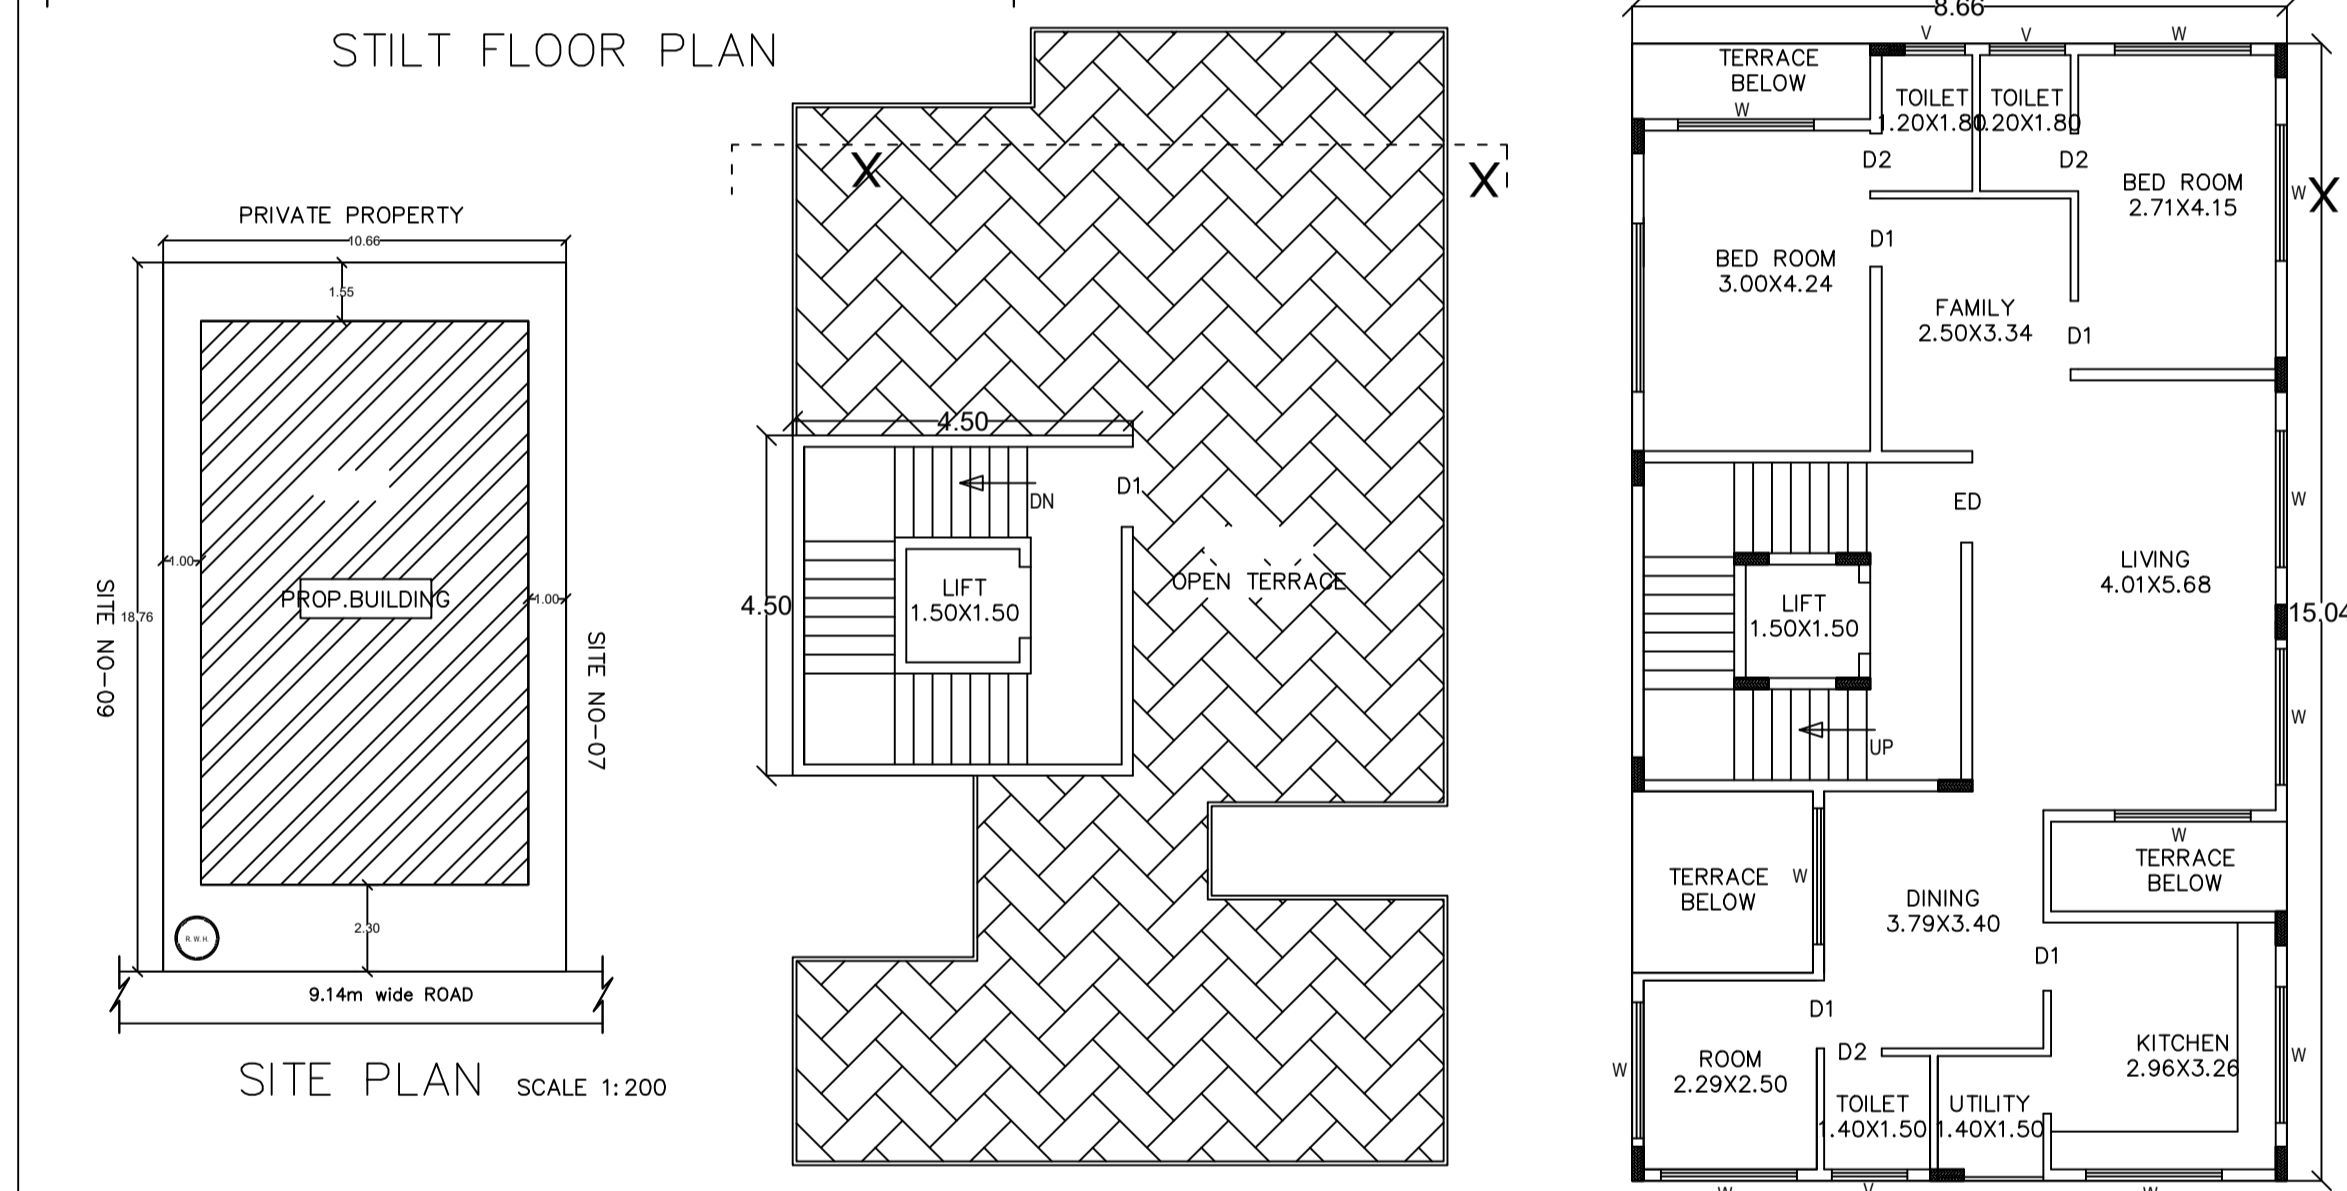 STILT FLOOR PLAN
PRIVATE PROPERTY
10.66
1.55
1.00
PROP.BUILDING
1.00
SITE NO-09
18.76
SITE NO-07
2.30
R.W.H.
9.14m wide ROAD
SITE PLAN SCALE 1:200
X
X
4.50
DN
D1
4.50
LIFT
1.50X1.50
OPEN TERRACE
8.66
V
V
W
TERRACE
BELOW
W
TOILET
1.20X1.80
TOILET
1.20X1.80
D2
D2
BED ROOM
2.71X4.15
W
X
D1
BED ROOM
3.00X4.24
FAMILY
2.50X3.34
D1
ED
W
LIVING
4.01X5.68
LIFT
1.50X1.50
15.04
W
UP
W
TERRACE
BELOW
TERRACE
BELOW
W
DINING
3.79X3.40
D1
D1
D2
KITCHEN
2.96X3.26
W
W
ROOM
2.29X2.50
TOILET
1.40X1.50
UTILITY
1.40X1.50
W
V
W